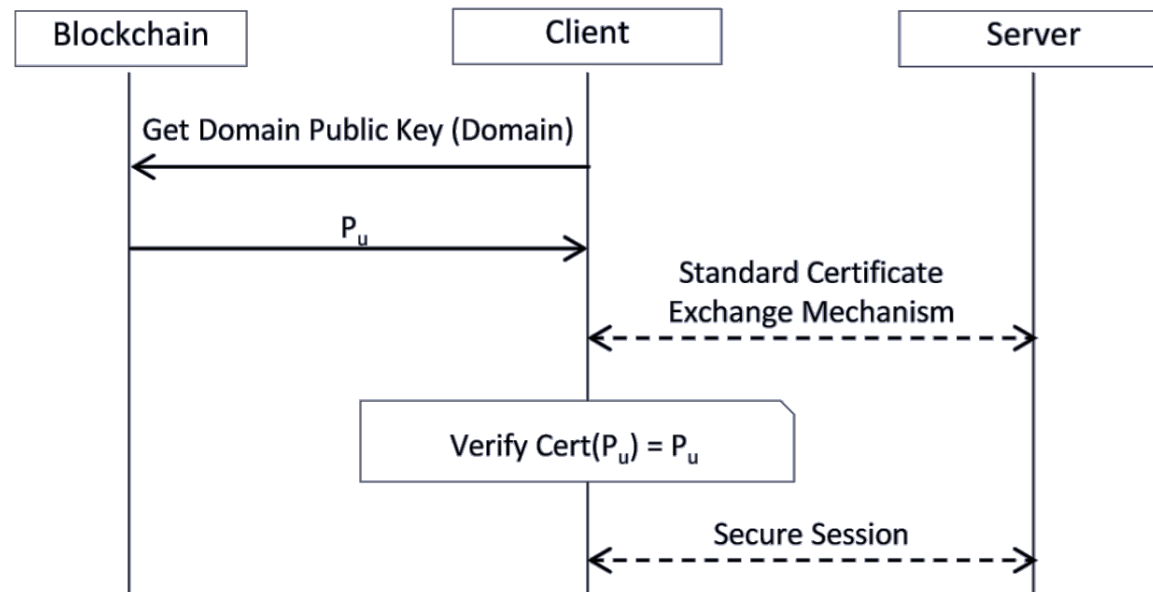 Blockchain
Client
Server
Get Domain Public Key (Domain)
Pᵤ
Standard Certificate
Exchange Mechanism
Verify Cert(Pᵤ) = Pᵤ
Secure Session